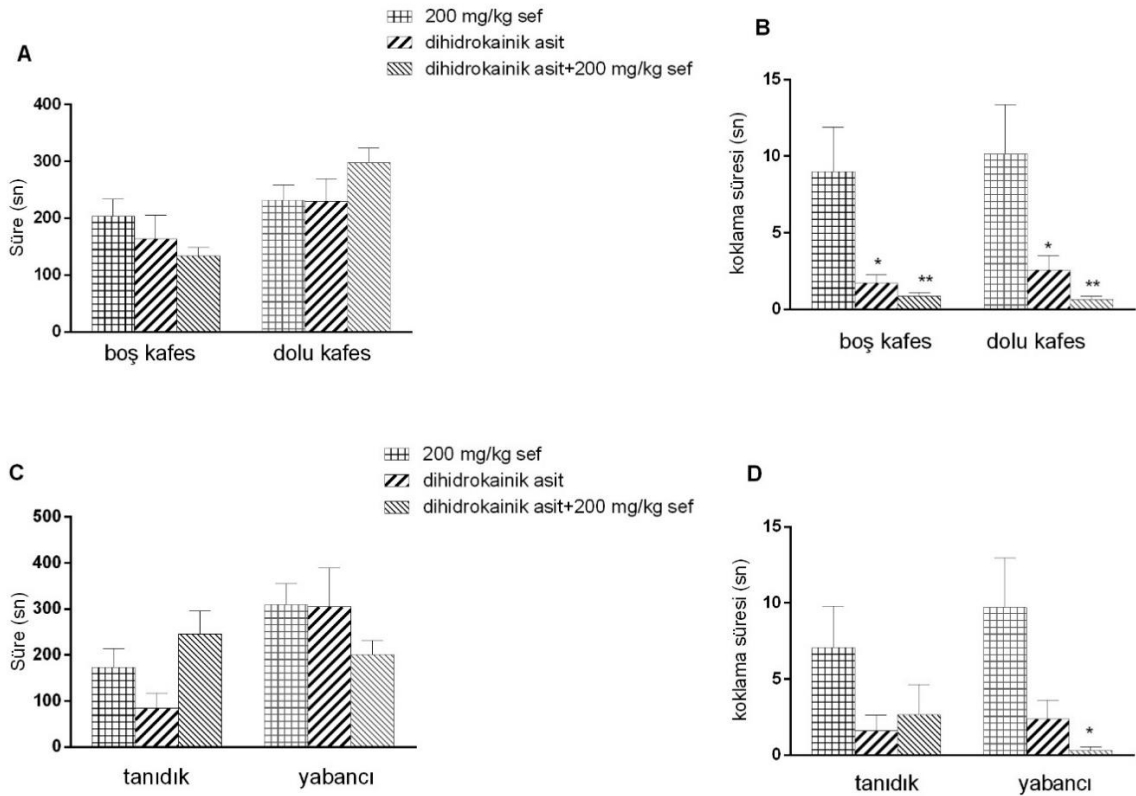 200 mg/kg sef
dihidrokainik asit
dihidrokainik asit+200 mg/kg sef
A
Süre (sn)
400
300
200
100
0
boş kafes dolu kafes
B
koklama süresi (sn)
15
10
5
0
* ** * **
boş kafes dolu kafes
200 mg/kg sef
dihidrokainik asit
dihidrokainik asit+200 mg/kg sef
C
Süre (sn)
500
400
300
200
100
0
tanıdık yabancı
D
koklama süresi (sn)
15
10
5
0
*
tanıdık yabancı